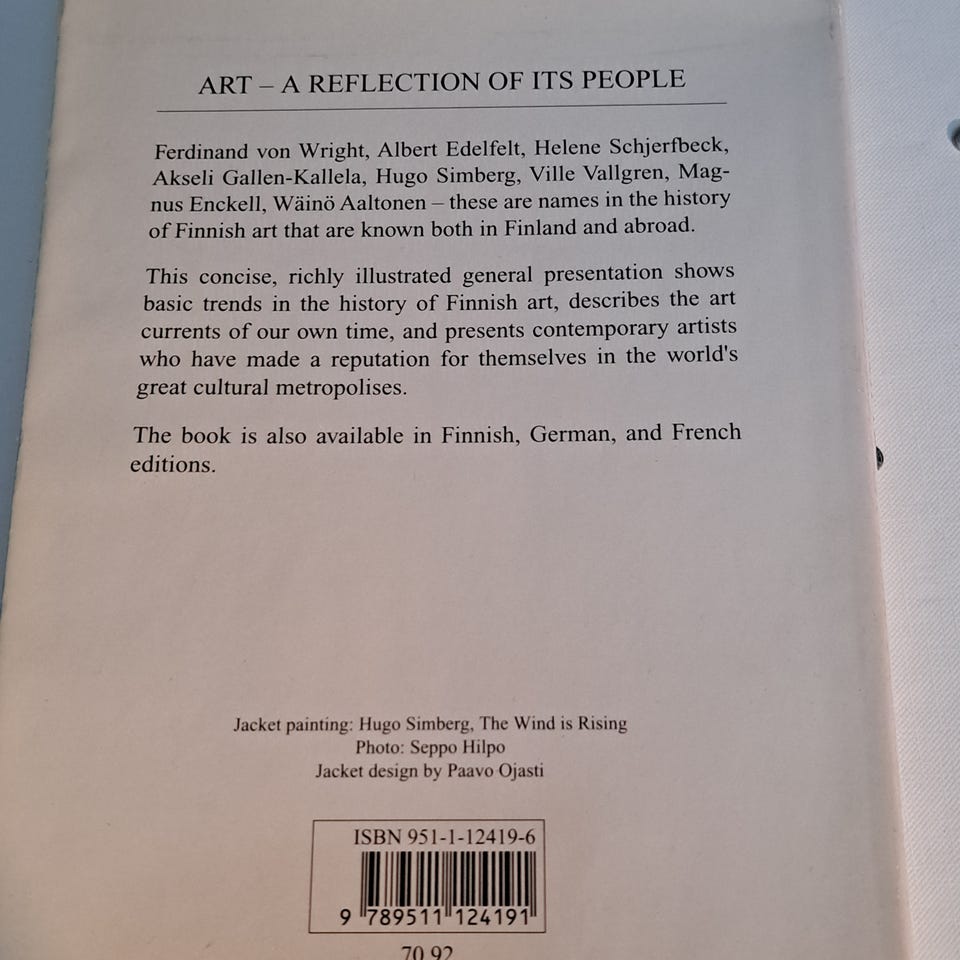 ART – A REFLECTION OF ITS PEOPLE
Ferdinand von Wright, Albert Edelfelt, Helene Schjerfbeck,
Akseli Gallen-Kallela, Hugo Simberg, Ville Vallgren, Mag-
nus Enckell, Wäinö Aaltonen – these are names in the history
of Finnish art that are known both in Finland and abroad.
This concise, richly illustrated general presentation shows
basic trends in the history of Finnish art, describes the art
currents of our own time, and presents contemporary artists
who have made a reputation for themselves in the world's
great cultural metropolises.
The book is also available in Finnish, German, and French
editions.
Jacket painting: Hugo Simberg, The Wind is Rising
Photo: Seppo Hilpo
Jacket design by Paavo Ojasti
ISBN 951-1-12419-6
9 789511 124191
70.92